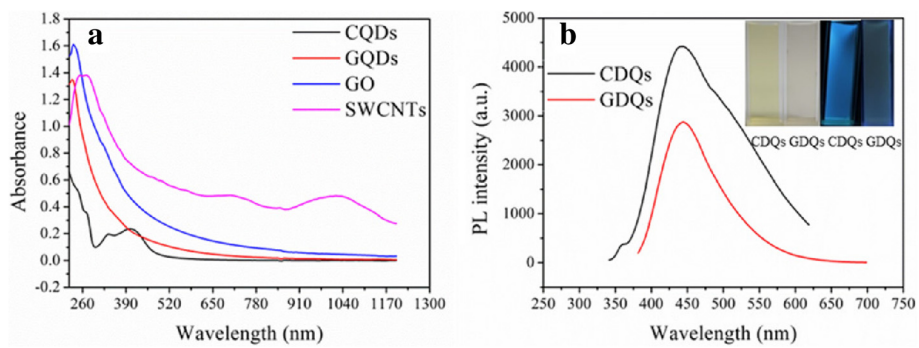 a
CQDs
GQDs
GO
SWCNTs
1.8
1.6
1.4
1.2
1.0
0.8
0.6
0.4
0.2
0.0
-0.2
Absorbance
260 390 520 650 780 910 1040 1170 1300
Wavelength (nm)
b
CDQs
GDQs
CDQs GDQs CDQs GDQs
5000
4000
3000
2000
1000
0
PL intensity (a.u.)
250 300 350 400 450 500 550 600 650 700 750
Wavelength (nm)